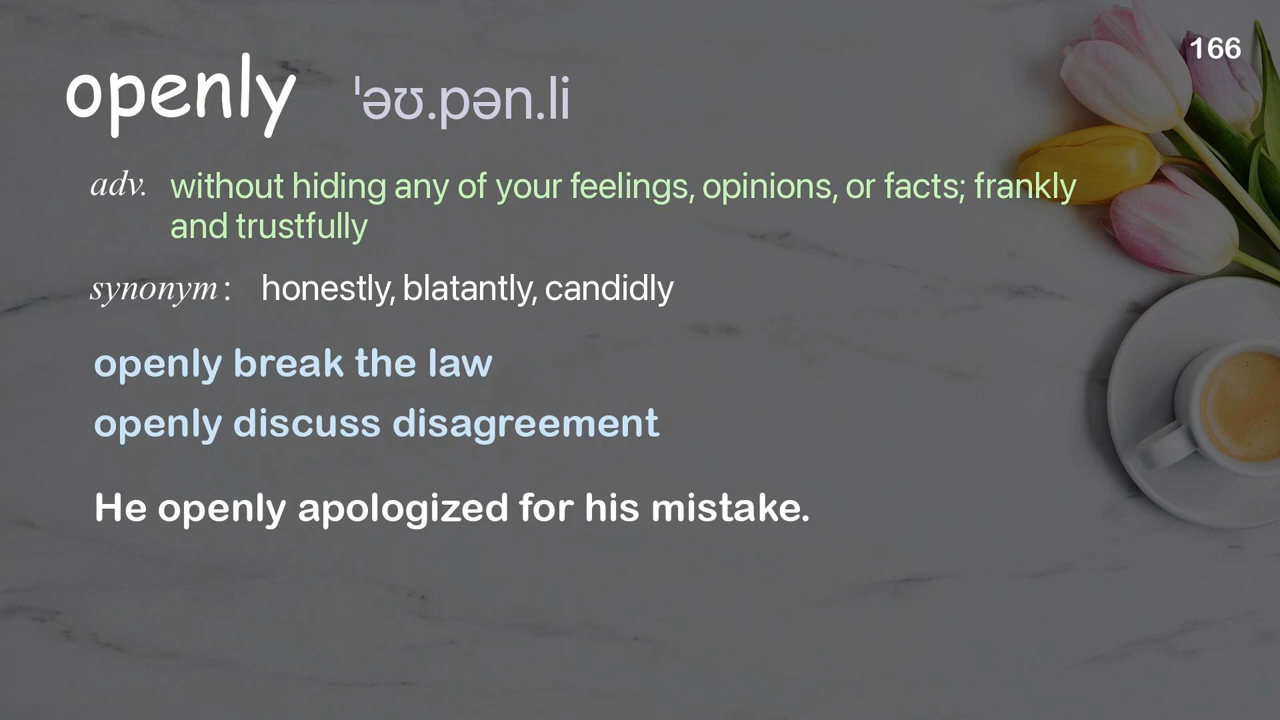 166
openly ˈəʊ.pən.li
adv. without hiding any of your feelings, opinions, or facts; frankly
and trustfully
synonym : honestly, blatantly, candidly
openly break the law
openly discuss disagreement
He openly apologized for his mistake.